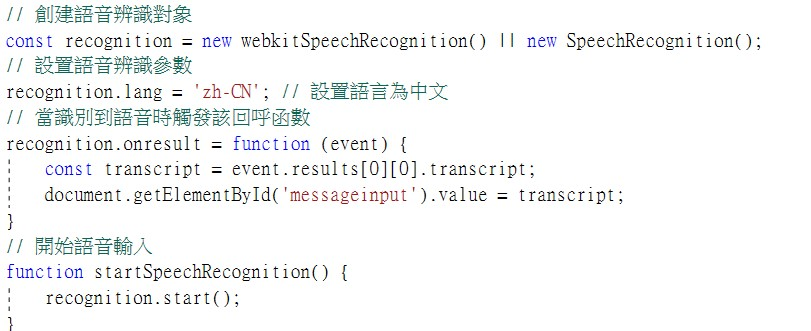 // 創建語音辨識對象
const recognition = new webkitSpeechRecognition() || new SpeechRecognition();
// 設置語音辨識參數
recognition.lang = 'zh-CN'; // 設置語言為中文
// 當識別到語音時觸發該回呼函數
recognition.onresult = function (event) {
    const transcript = event.results[0][0].transcript;
    document.getElementById('messageinput').value = transcript;
}
// 開始語音輸入
function startSpeechRecognition() {
    recognition.start();
}